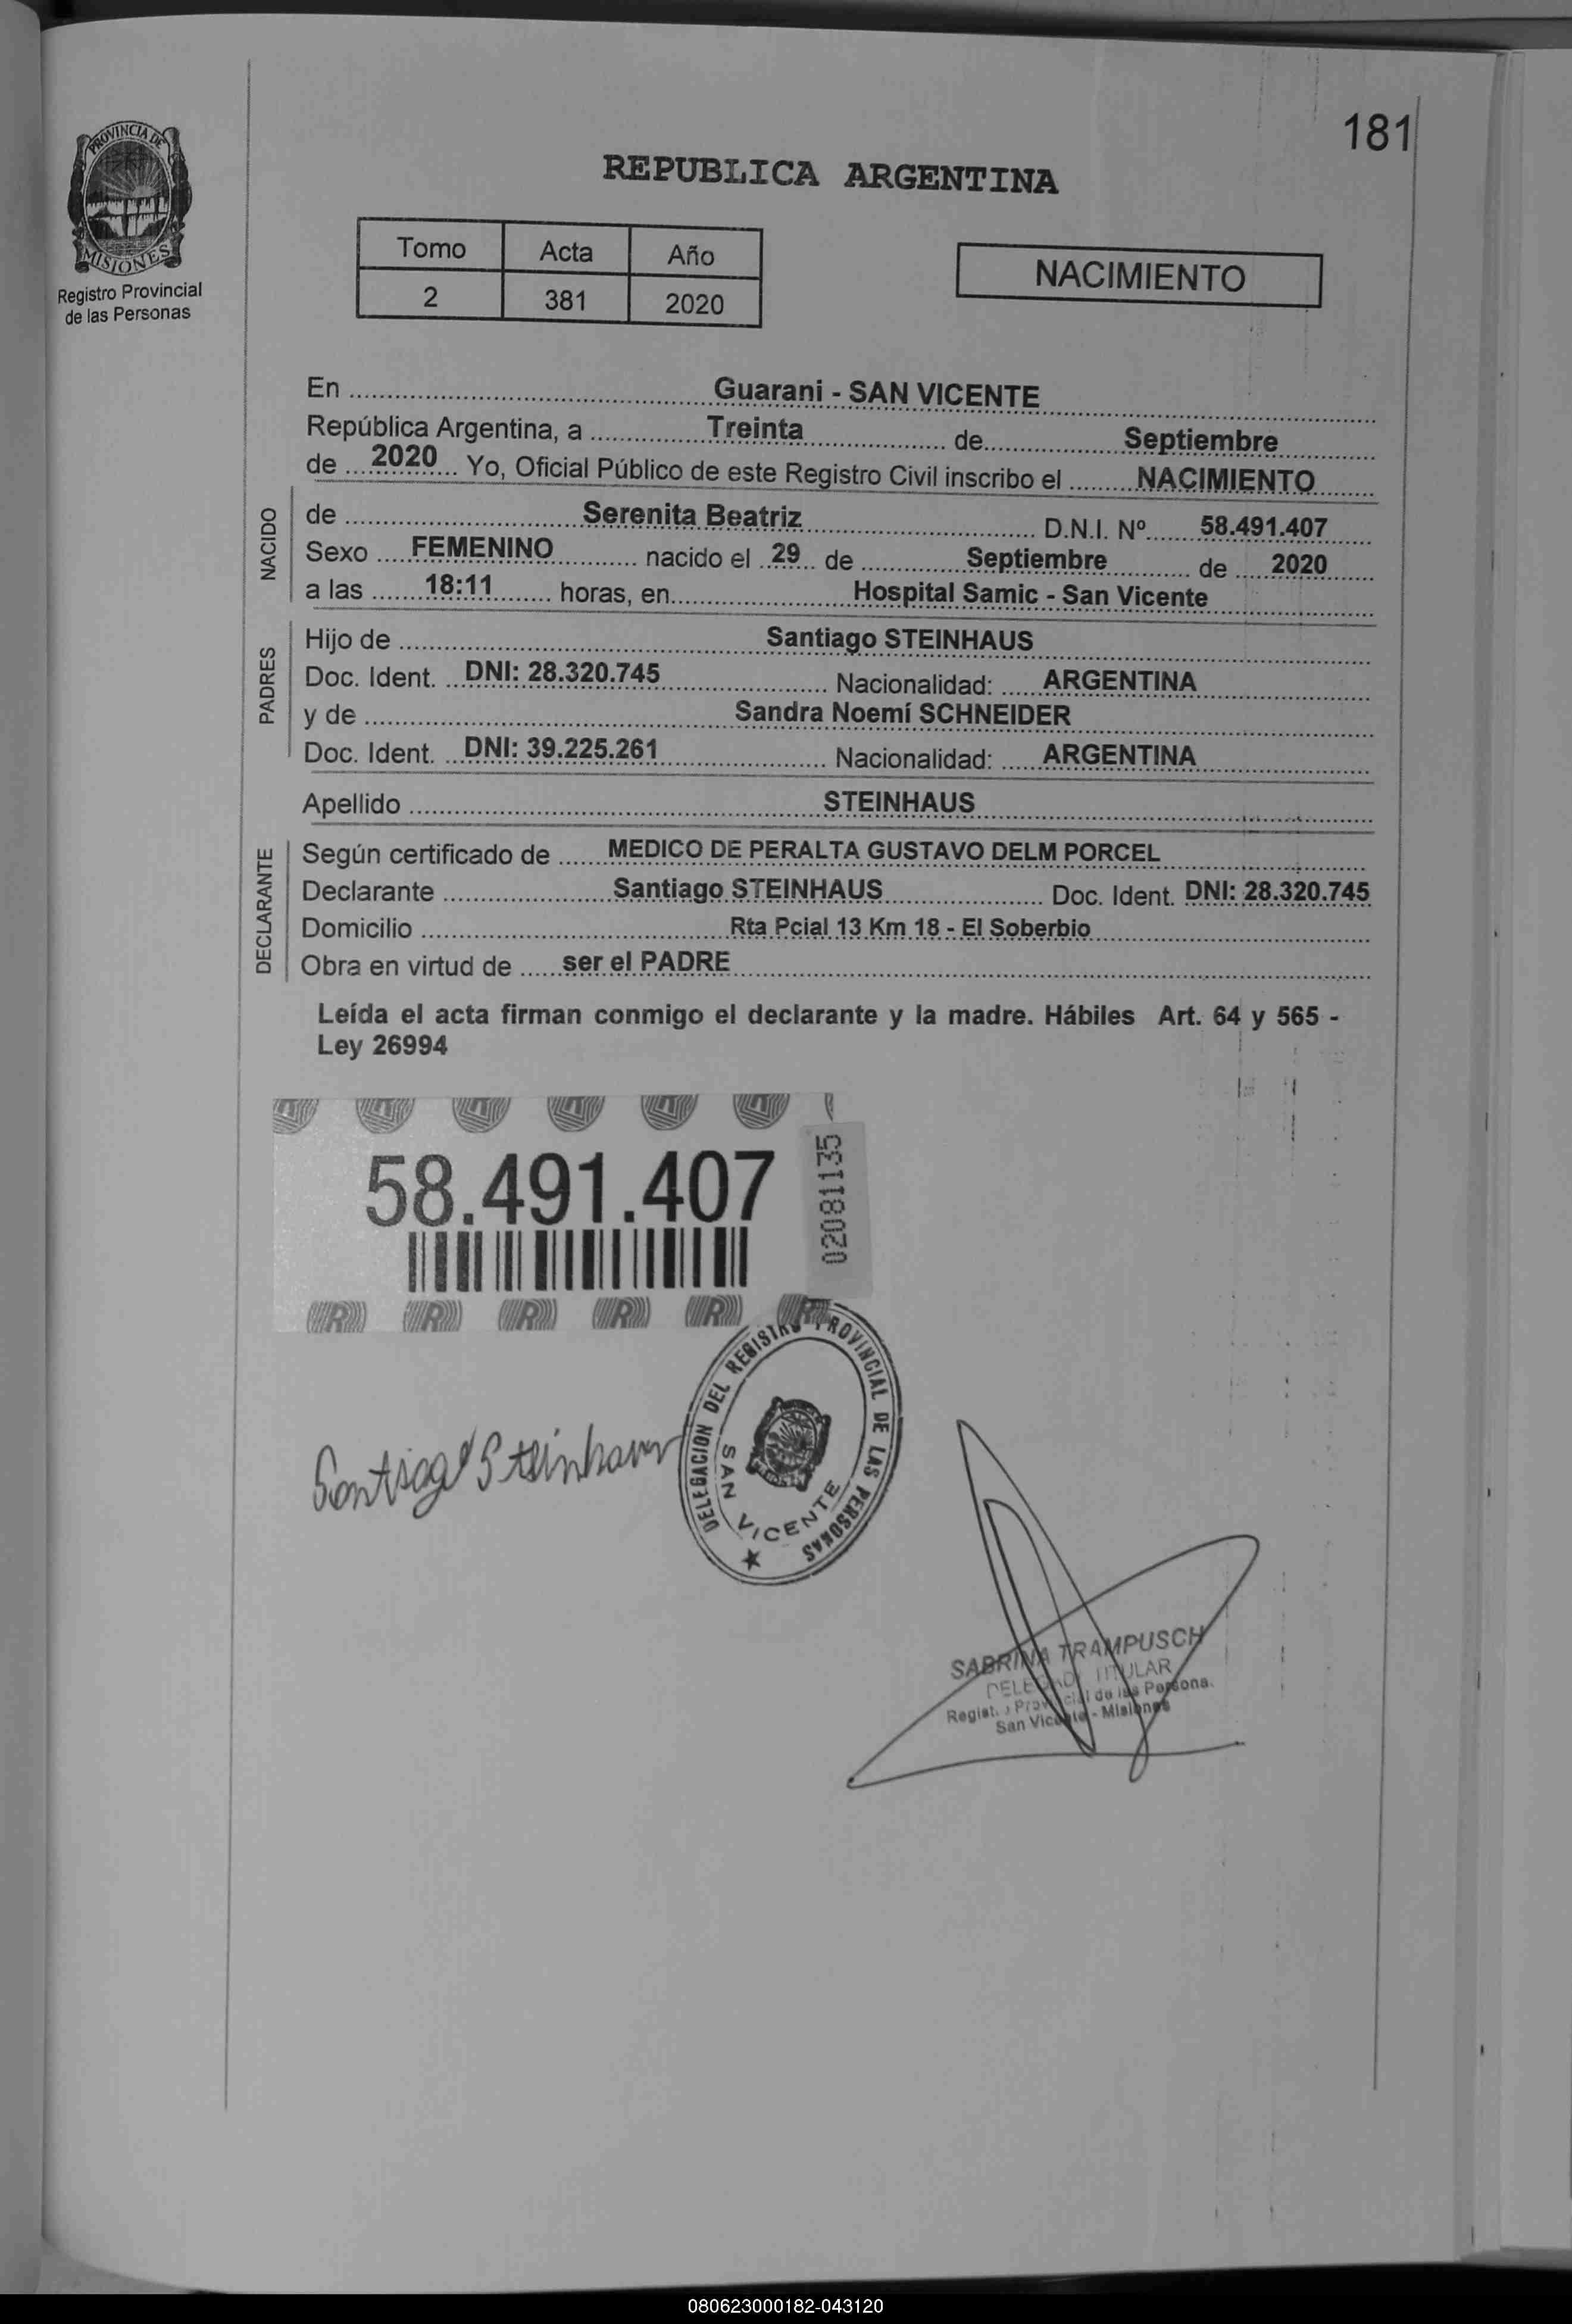 181
PROVINCIA DE
MISIONES
Registro Provincial
de las Personas
REPUBLICA ARGENTINA
Tomo Acta Año
2 381 2020
NACIMIENTO
En Guarani - SAN VICENTE
República Argentina, a Treinta de Septiembre
de 2020 Yo, Oficial Público de este Registro Civil inscribo el NACIMIENTO
NACIDO
de Serenita Beatriz D.N.I. Nº 58.491.407
Sexo FEMENINO nacido el 29 de Septiembre de 2020
a las 18:11 horas, en Hospital Samic - San Vicente
PADRES
Hijo de Santiago STEINHAUS
Doc. Ident. DNI: 28.320.745 Nacionalidad: ARGENTINA
y de Sandra Noemí SCHNEIDER
Doc. Ident. DNI: 39.225.261 Nacionalidad: ARGENTINA
Apellido STEINHAUS
DECLARANTE
Según certificado de MEDICO DE PERALTA GUSTAVO DELM PORCEL
Declarante Santiago STEINHAUS Doc. Ident. DNI: 28.320.745
Domicilio Rta Pcial 13 Km 18 - El Soberbio
Obra en virtud de ser el PADRE
Leída el acta firman conmigo el declarante y la madre. Hábiles Art. 64 y 565 -
Ley 26994
58.491.407
02081135
DELEGACION DEL REGISTRO PROVINCIAL DE LAS PERSONAS
SAN VICENTE
Santiago Steinhaus
SABRINA TRAMPUSCH
TITULAR
de las
San Vicente - Misiones
080623000182-043120